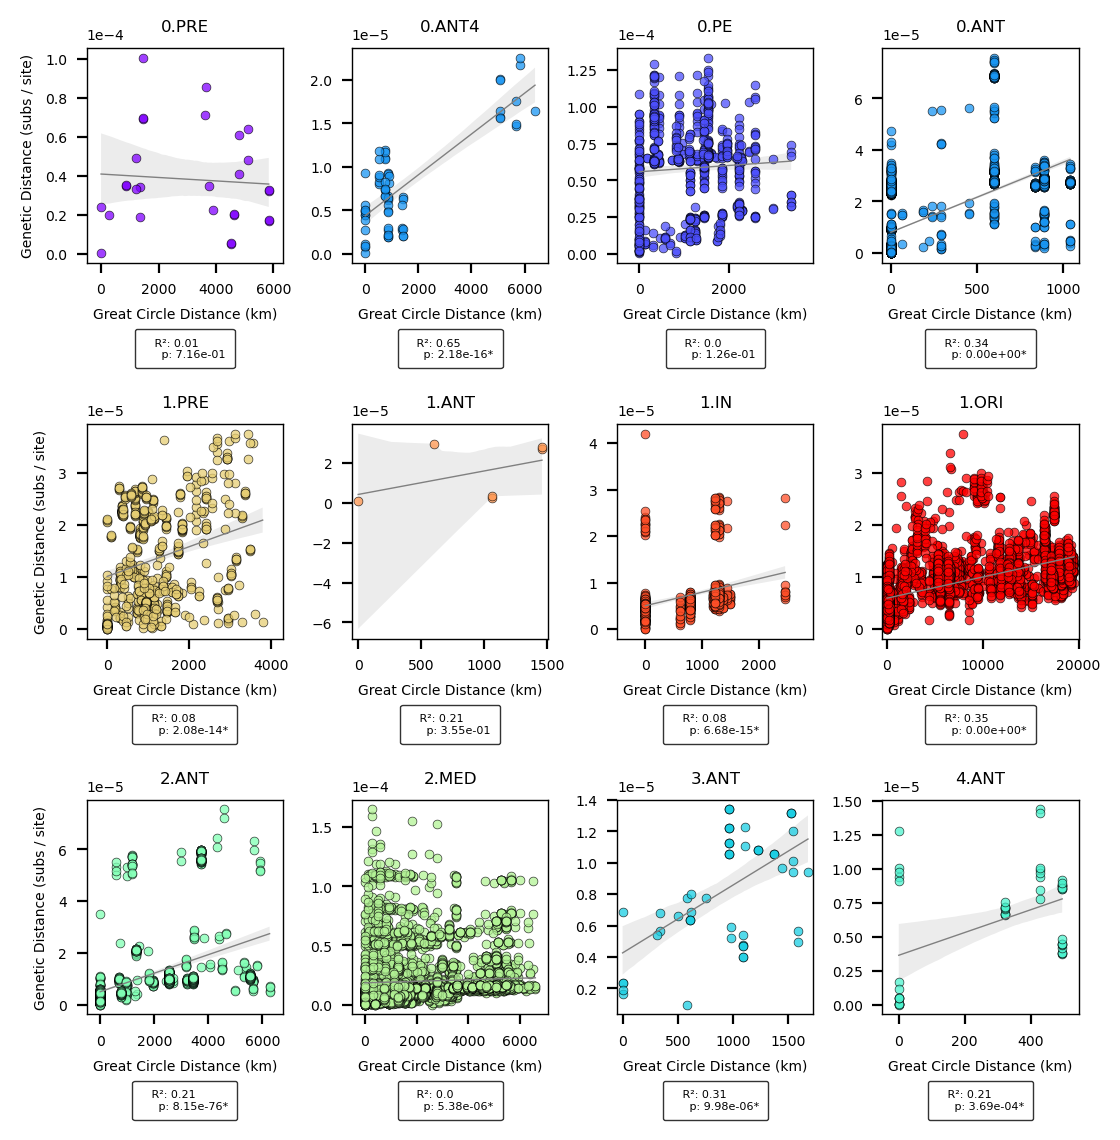 0.PRE
0.ANT4
0.PE
0.ANT
1e−4
1e−5
1e−4
1e−5
Genetic Distance (subs / site)
1.0
0.8
0.6
0.4
0.2
0.0
2.0
1.5
1.0
0.5
0.0
1.25
1.00
0.75
0.50
0.25
0.00
6
4
2
0
0 2000 4000 6000
0 2000 4000 6000
0 2000
0 500 1000
Great Circle Distance (km)
Great Circle Distance (km)
Great Circle Distance (km)
Great Circle Distance (km)
R²: 0.01
p: 7.16e-01
R²: 0.65
p: 2.18e-16*
R²: 0.0
p: 1.26e-01
R²: 0.34
p: 0.00e+00*
1.PRE
1.ANT
1.IN
1.ORI
1e−5
1e−5
1e−5
1e−5
Genetic Distance (subs / site)
3
2
1
0
2
0
−2
−4
−6
4
3
2
1
0
3
2
1
0
0 2000 4000
0 500 1000 1500
0 1000 2000
0 10000 20000
Great Circle Distance (km)
Great Circle Distance (km)
Great Circle Distance (km)
Great Circle Distance (km)
R²: 0.08
p: 2.08e-14*
R²: 0.21
p: 3.55e-01
R²: 0.08
p: 6.68e-15*
R²: 0.35
p: 0.00e+00*
2.ANT
2.MED
3.ANT
4.ANT
1e−5
1e−4
1e−5
1e−5
Genetic Distance (subs / site)
6
4
2
0
1.5
1.0
0.5
0.0
1.4
1.2
1.0
0.8
0.6
0.4
0.2
1.50
1.25
1.00
0.75
0.50
0.25
0.00
0 2000 4000 6000
0 2000 4000 6000
0 500 1000 1500
0 200 400
Great Circle Distance (km)
Great Circle Distance (km)
Great Circle Distance (km)
Great Circle Distance (km)
R²: 0.21
p: 8.15e-76*
R²: 0.0
p: 5.38e-06*
R²: 0.31
p: 9.98e-06*
R²: 0.21
p: 3.69e-04*